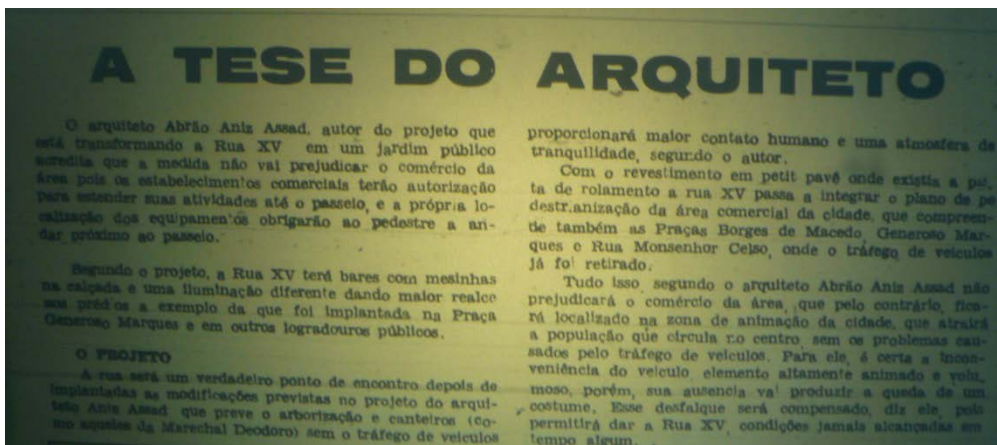 A TESE DO ARQUITETO
O arquiteto Abrão Aniz Assad, autor do projeto que
está transformando a Rua XV em um jardim público
acredita que a medida não vai prejudicar o comércio da
área pois os estabelecimentos comerciais terão autorização
para estender suas atividades até o passeio, e a própria lo-
calização dos equipamentos obrigarão ao pedestre a an-
dar próximo ao passeio.
Segundo o projeto, a Rua XV terá bares com mesinhas
na calçada e uma iluminação diferente dando maior realce
aos prédios a exemplo da que foi implantada na Praça
Generoso Marques e em outros logradouros públicos.
O PROJETO
A rua será um verdadeiro ponto de encontro depois de
implantadas as modificações previstas no projeto do arqui-
teto Aniz Assad, que preve o arborização e canteiros (co-
mo aqueles da Marechal Deodoro) sem o tráfego de veículos
proporcionará maior contato humano e uma atmosfera de
tranquilidade, segundo o autor.
Com o revestimento em petit pavé onde existia a pis-
ta de rolamento a rua XV passa a integrar o plano de pe
destrianização da área comercial da cidade, que compreen-
de também as Praças Borges de Macedo, Generoso Mar-
ques e Rua Monsenhor Celso, onde o tráfego de veículos
já foi retirado.
Tudo isso, segundo o arquiteto Abrão Aniz Assad não
prejudicará o comércio da área, que pelo contrário, fica-
rá localizado na zona de animação da cidade, que atrairá
a população que circula no centro, sem os problemas cau-
sados pelo tráfego de veículos. Para ele, é certa a incon-
veniência do veículo, elemento altamente animado e volu,
moso, porém, sua ausencia vai produzir a queda de um
costume. Esse desfalque será compensado, diz ele, pois
permitirá dar a Rua XV, condições jamais alcançadas em
tempo algum.